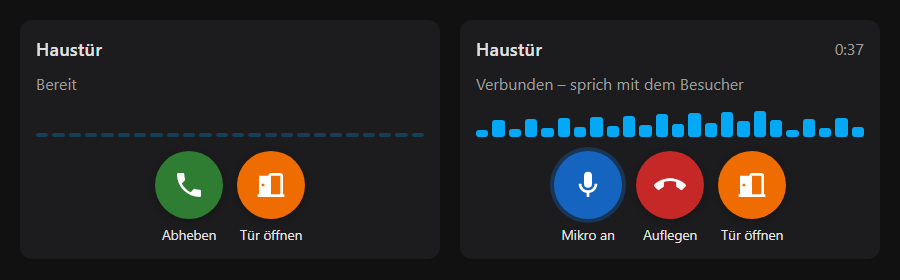 Haustür
Bereit
Abheben
Tür öffnen
Haustür
0:37
Verbunden – sprich mit dem Besucher
Mikro an
Auflegen
Tür öffnen